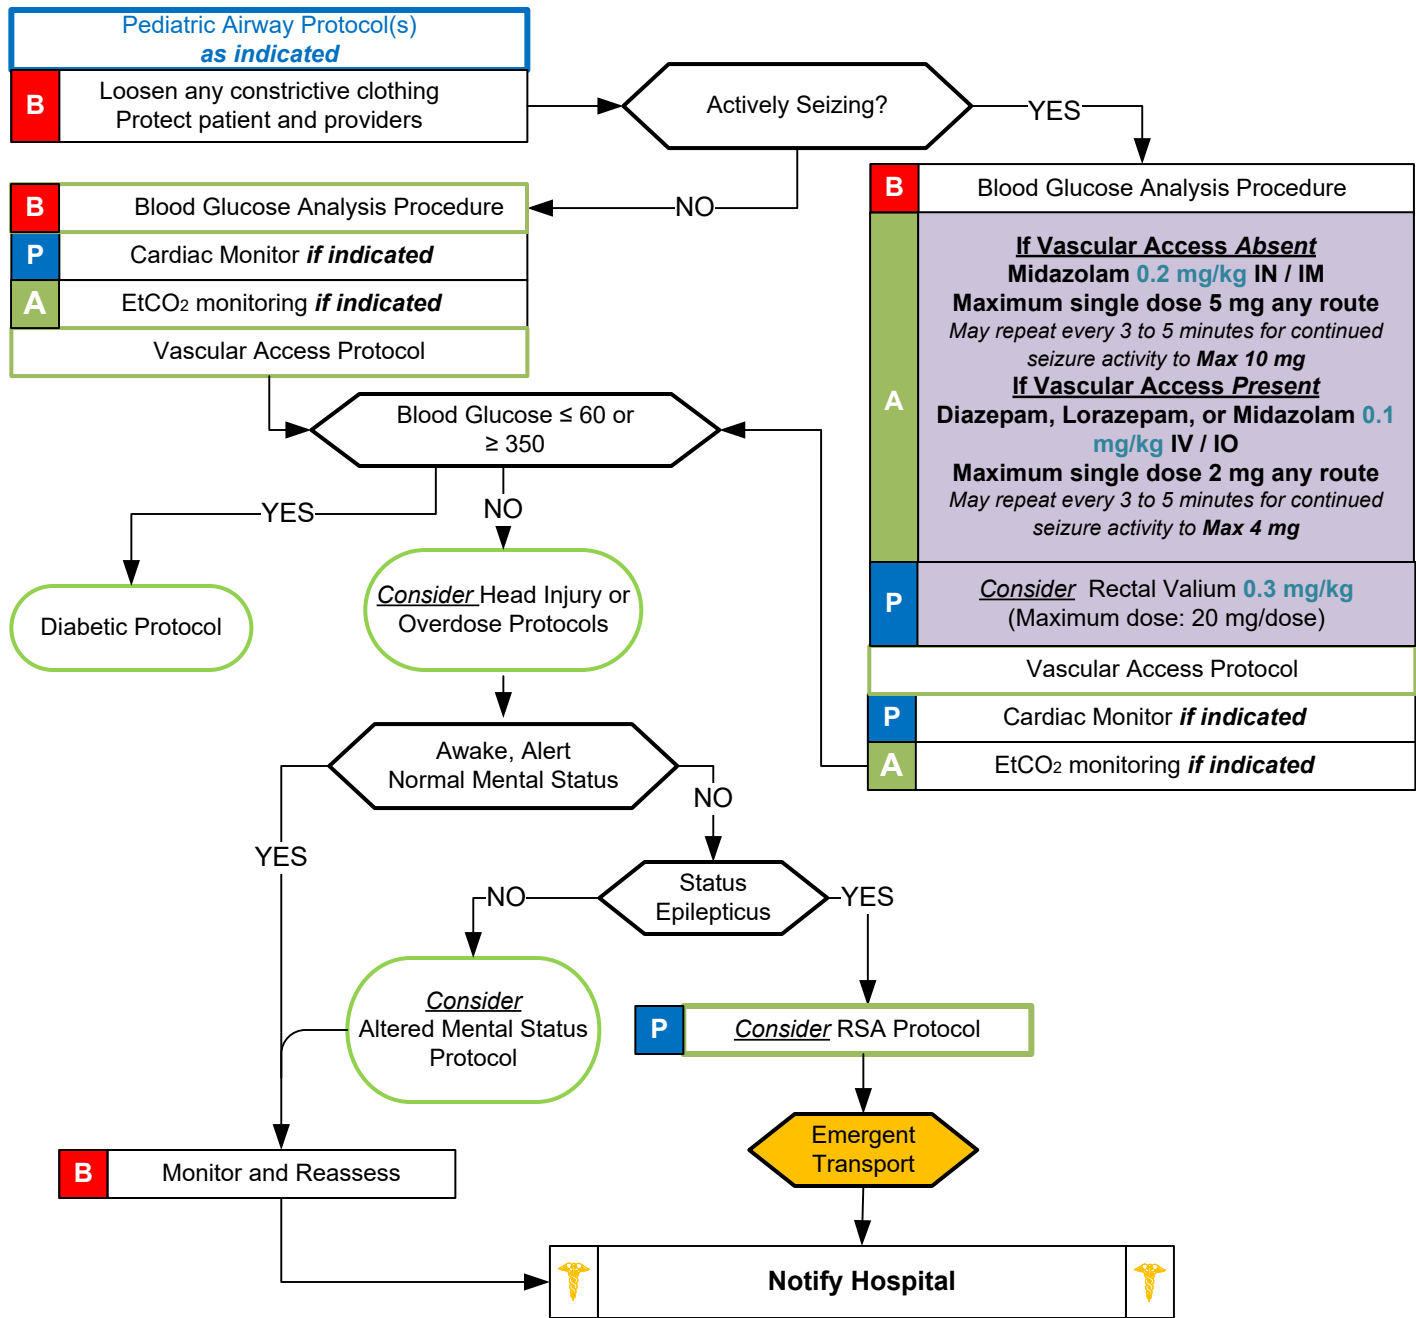 Pediatric Airway Protocol(s)
as indicated
B
Loosen any constrictive clothing
Protect patient and providers
Actively Seizing?
YES
NO
B
Blood Glucose Analysis Procedure
P
Cardiac Monitor if indicated
A
EtCO2 monitoring if indicated
Vascular Access Protocol
B
Blood Glucose Analysis Procedure
A
If Vascular Access Absent
Midazolam 0.2 mg/kg IN / IM
Maximum single dose 5 mg any route
May repeat every 3 to 5 minutes for continued
seizure activity to Max 10 mg
If Vascular Access Present
Diazepam, Lorazepam, or Midazolam 0.1
mg/kg IV / IO
Maximum single dose 2 mg any route
May repeat every 3 to 5 minutes for continued
seizure activity to Max 4 mg
P
Consider Rectal Valium 0.3 mg/kg
(Maximum dose: 20 mg/dose)
Vascular Access Protocol
P
Cardiac Monitor if indicated
A
EtCO2 monitoring if indicated
Blood Glucose ≤ 60 or
≥ 350
YES
NO
Diabetic Protocol
Consider Head Injury or
Overdose Protocols
Awake, Alert
Normal Mental Status
YES
NO
Status
Epilepticus
NO
YES
Consider
Altered Mental Status
Protocol
P
Consider RSA Protocol
Emergent
Transport
B
Monitor and Reassess
Notify Hospital